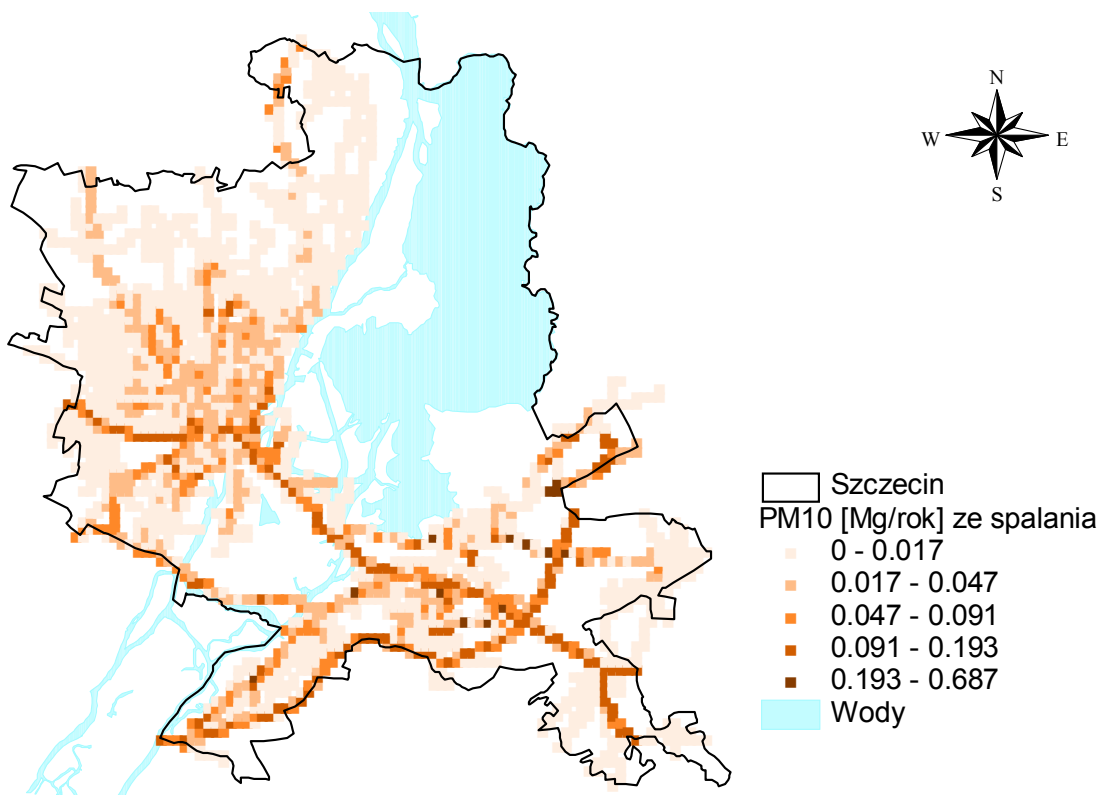 N
W E
S
Szczecin
PM10 [Mg/rok] ze spalania
0 - 0.017
0.017 - 0.047
0.047 - 0.091
0.091 - 0.193
0.193 - 0.687
Wody